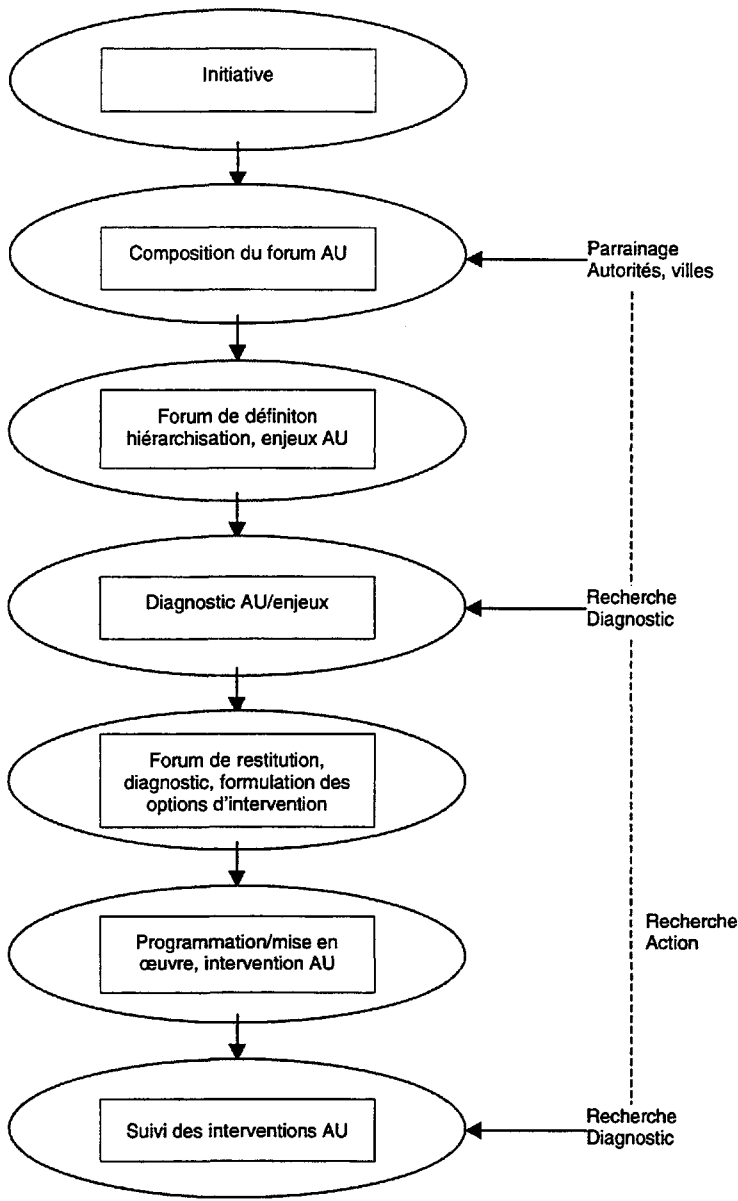 Initiative
Composition du forum AU
Parrainage
Autorités, villes
Forum de définiton
hiérarchisation, enjeux AU
Diagnostic AU/enjeux
Recherche
Diagnostic
Forum de restitution,
diagnostic, formulation des
options d'intervention
Programmation/mise en
œuvre, intervention AU
Recherche
Action
Suivi des interventions AU
Recherche
Diagnostic